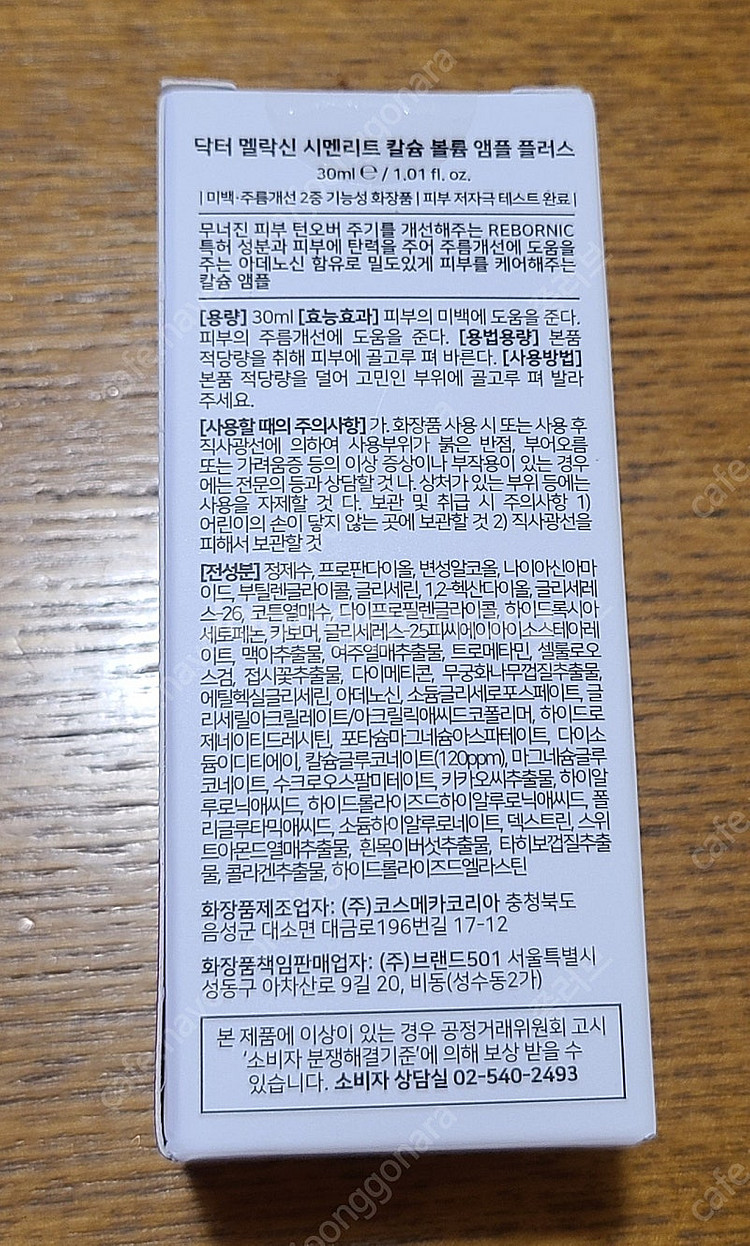 닥터 멜락신 시멘리트 칼슘 볼륨 앰플 플러스
30ml ℮ / 1.01 fl. oz.
| 미백·주름개선 2중 기능성 화장품 | 피부 저자극 테스트 완료 |
무너진 피부 턴오버 주기를 개선해주는 REBORNIC
특허 성분과 피부에 탄력을 주어 주름개선에 도움을
주는 아데노신 함유로 밀도있게 피부를 케어해주는
칼슘 앰플
[용량] 30ml [효능효과] 피부의 미백에 도움을 준다.
피부의 주름개선에 도움을 준다. [용법용량] 본품
적당량을 취해 피부에 골고루 펴 바른다. [사용방법]
본품 적당량을 덜어 고민인 부위에 골고루 펴 발라
주세요.
[사용할 때의 주의사항] 가. 화장품 사용 시 또는 사용 후
직사광선에 의하여 사용부위가 붉은 반점, 부어오름
또는 가려움증 등의 이상 증상이나 부작용이 있는 경우
에는 전문의 등과 상담할 것 나. 상처가 있는 부위 등에는
사용을 자제할 것 다. 보관 및 취급 시 주의사항 1)
어린이의 손이 닿지 않는 곳에 보관할 것 2) 직사광선을
피해서 보관할 것
[전성분] 정제수, 프로판다이올, 변성알코올, 나이아신아마
이드, 부틸렌글라이콜, 글리세린, 1,2-헥산다이올, 글리세레
스-26, 코튼열매수, 다이프로필렌글라이콜, 하이드록시아
세토페논, 카보머, 글리세레스-25피씨에이아이소스테아레
이트, 맥아추출물, 여주열매추출물, 트로메타민, 셀룰로오
스검, 접시꽃추출물, 다이메티콘, 무궁화나무껍질추출물,
에틸헥실글리세린, 아데노신, 소듐글리세로포스페이트, 글
리세릴아크릴레이트/아크릴릭애씨드코폴리머, 하이드로
제네이티드레시틴, 포타슘마그네슘아스파테이트, 다이소
듐이디티에이, 칼슘글루코네이트(120ppm), 마그네슘글루
코네이트, 수크로오스팔미테이트, 카카오씨추출물, 하이알
루로닉애씨드, 하이드롤라이즈드하이알루로닉애씨드, 폴
리글루타믹애씨드, 소듐하이알루로네이트, 덱스트린, 스위
트아몬드열매추출물, 흰목이버섯추출물, 타히보껍질추출
물, 콜라겐추출물, 하이드롤라이즈드엘라스틴
화장품제조업자: (주)코스메카코리아 충청북도
음성군 대소면 대금로196번길 17-12
화장품책임판매업자: (주)브랜드501 서울특별시
성동구 아차산로 9길 20, 비동(성수동2가)
본 제품에 이상이 있는 경우 공정거래위원회 고시
'소비자 분쟁해결기준'에 의해 보상 받을 수
있습니다. 소비자 상담실 02-540-2493